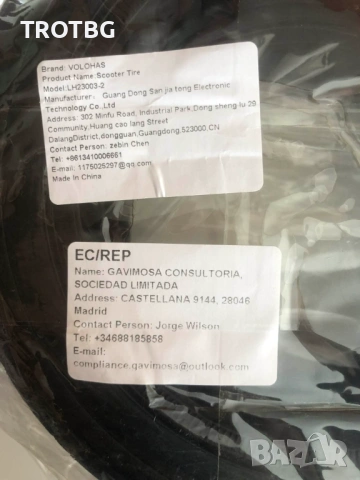 TROTBG
Brand: VOLOHAS
Product Name:Scooter Tire
Model:LH23003-2
Manufacturer: Guang Dong San jia tong Electronic
Technology Co.,Ltd
Address: 302 Minfu Road, Industrial Park,Dong sheng lu 29
Community,Huang cao lang Street
DalangDistrict,dongguan,Guangdong,523000,CN
Contact Person: zebin Chen
Tel: +8613410006661
E-mail: 1175025297@qq.com
Made In China
EC/REP
Name: GAVIMOSA CONSULTORIA,
SOCIEDAD LIMITADA
Address: CASTELLANA 9144, 28046
Madrid
Contact Person: Jorge Wilson
Tel: +34688185858
E-mail:
compliance.gavimosa@outlook.com
BAZAR